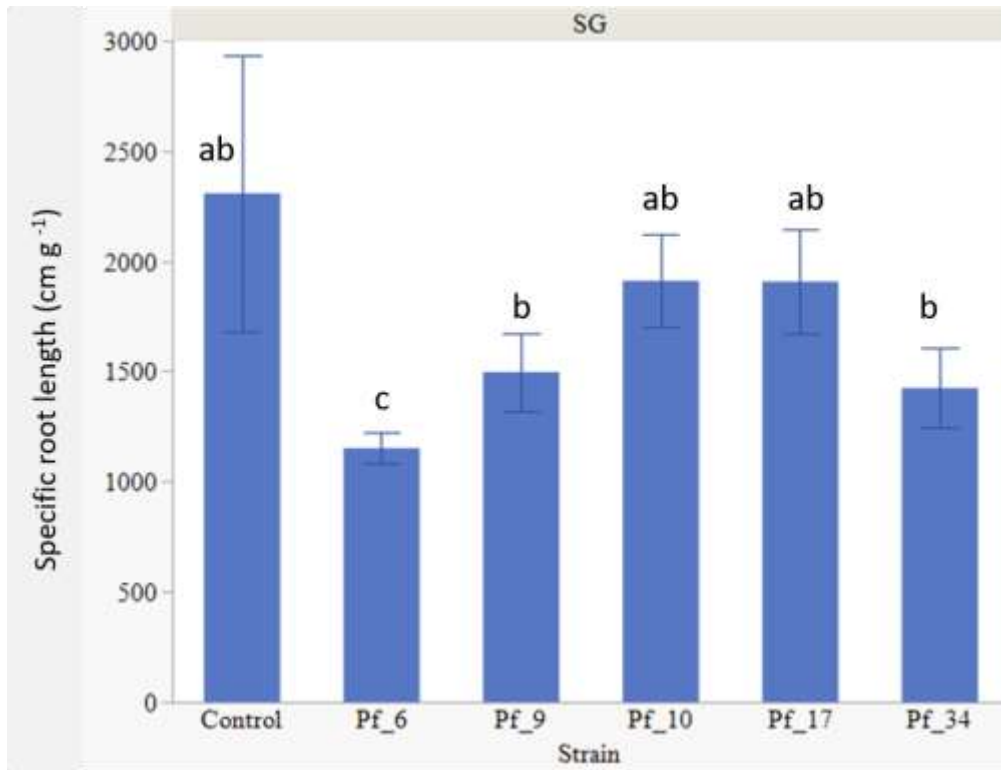 SG
Specific root length (cm g -1)
3000
2500
2000
1500
1000
500
0
ab
c
b
ab
ab
b
Control Pf_6 Pf_9 Pf_10 Pf_17 Pf_34
Strain